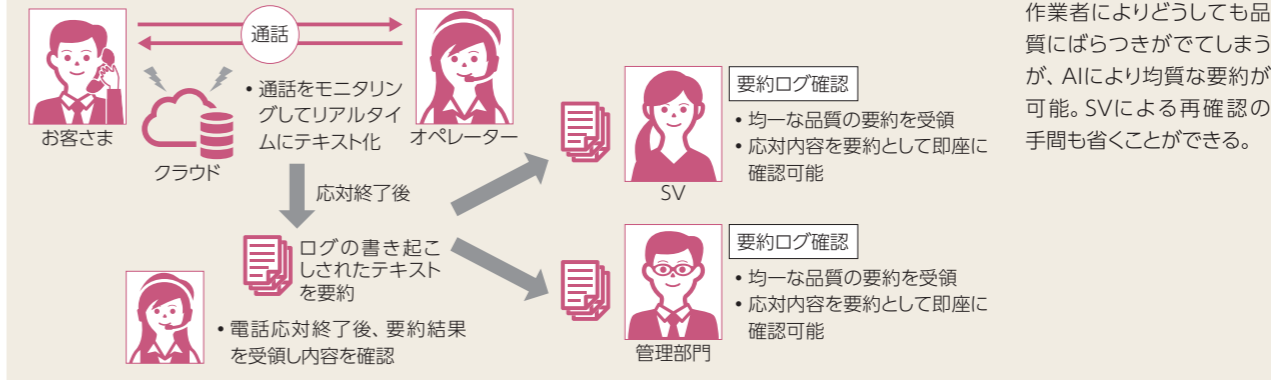 通話
お客さま
クラウド
• 通話をモニタリン
グしてリアルタイ
ムにテキスト化
オペレーター
応対終了後
ログの書き起こ
しされたテキスト
を要約
• 電話応対終了後、要約結果
を受領し内容を確認
要約ログ確認
• 均一な品質の要約を受領
• 応対内容を要約として即座に
確認可能
SV
要約ログ確認
• 均一な品質の要約を受領
• 応対内容を要約として即座に
確認可能
管理部門
作業者によりどうしても品
質にばらつきがでてしまう
が、AIにより均質な要約が
可能。SVによる再確認の
手間も省くことができる。